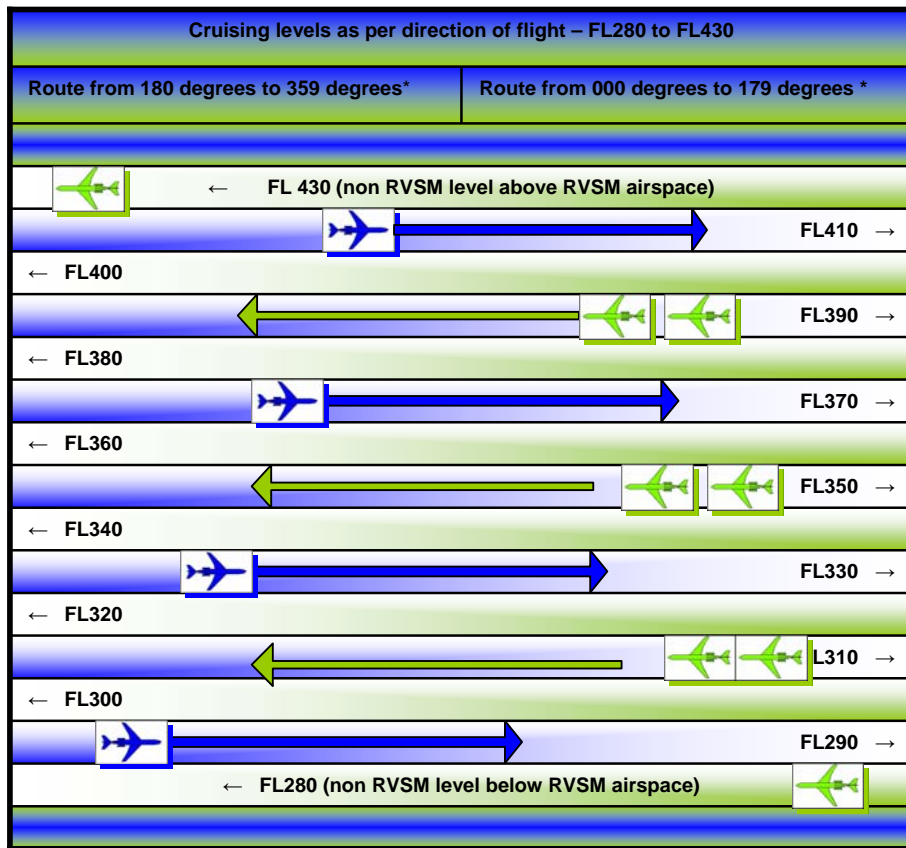 Cruising levels as per direction of flight – FL280 to FL430
Route from 180 degrees to 359 degrees*
Route from 000 degrees to 179 degrees *
← FL 430 (non RVSM level above RVSM airspace)
FL410 →
← FL400
FL390 →
← FL380
FL370 →
← FL360
FL350 →
← FL340
FL330 →
← FL320
L310 →
← FL300
FL290 →
← FL280 (non RVSM level below RVSM airspace)